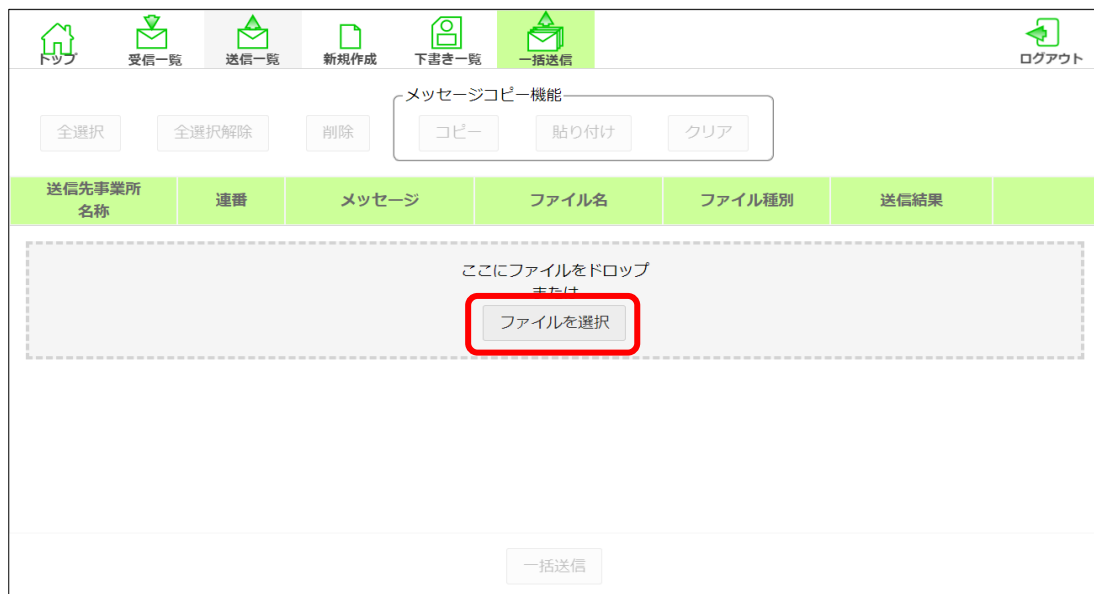 トップ
受信一覧
送信一覧
新規作成
下書き一覧
一括送信
ログアウト
メッセージコピー機能
全選択
全選択解除
削除
コピー
貼り付け
クリア
送信先事業所
名称
連番
メッセージ
ファイル名
ファイル種別
送信結果
ここにファイルをドロップ
または
ファイルを選択
一括送信